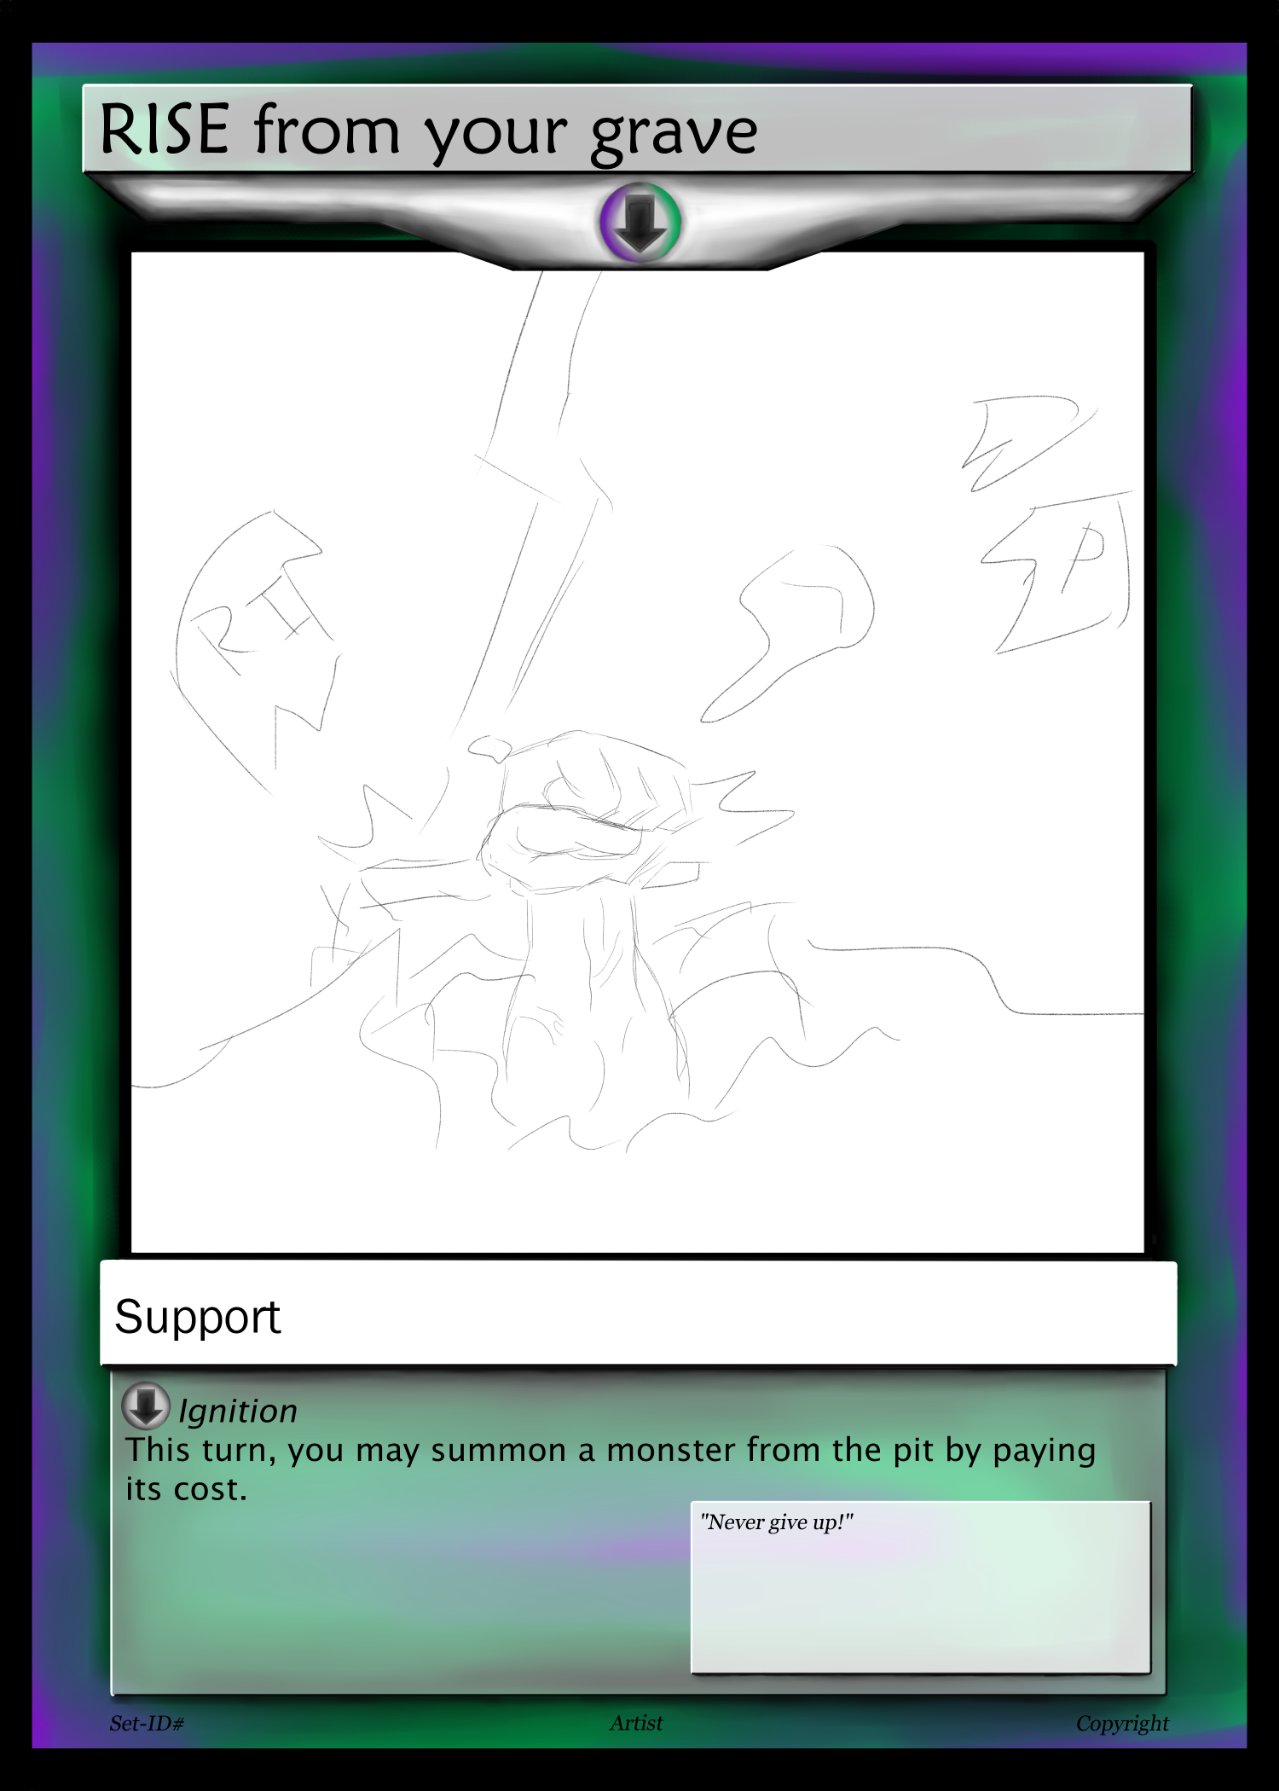 RISE from your grave
R I
P
Support
Ignition
This turn, you may summon a monster from the pit by paying
its cost.
"Never give up!"
Set-ID#
Artist
Copyright